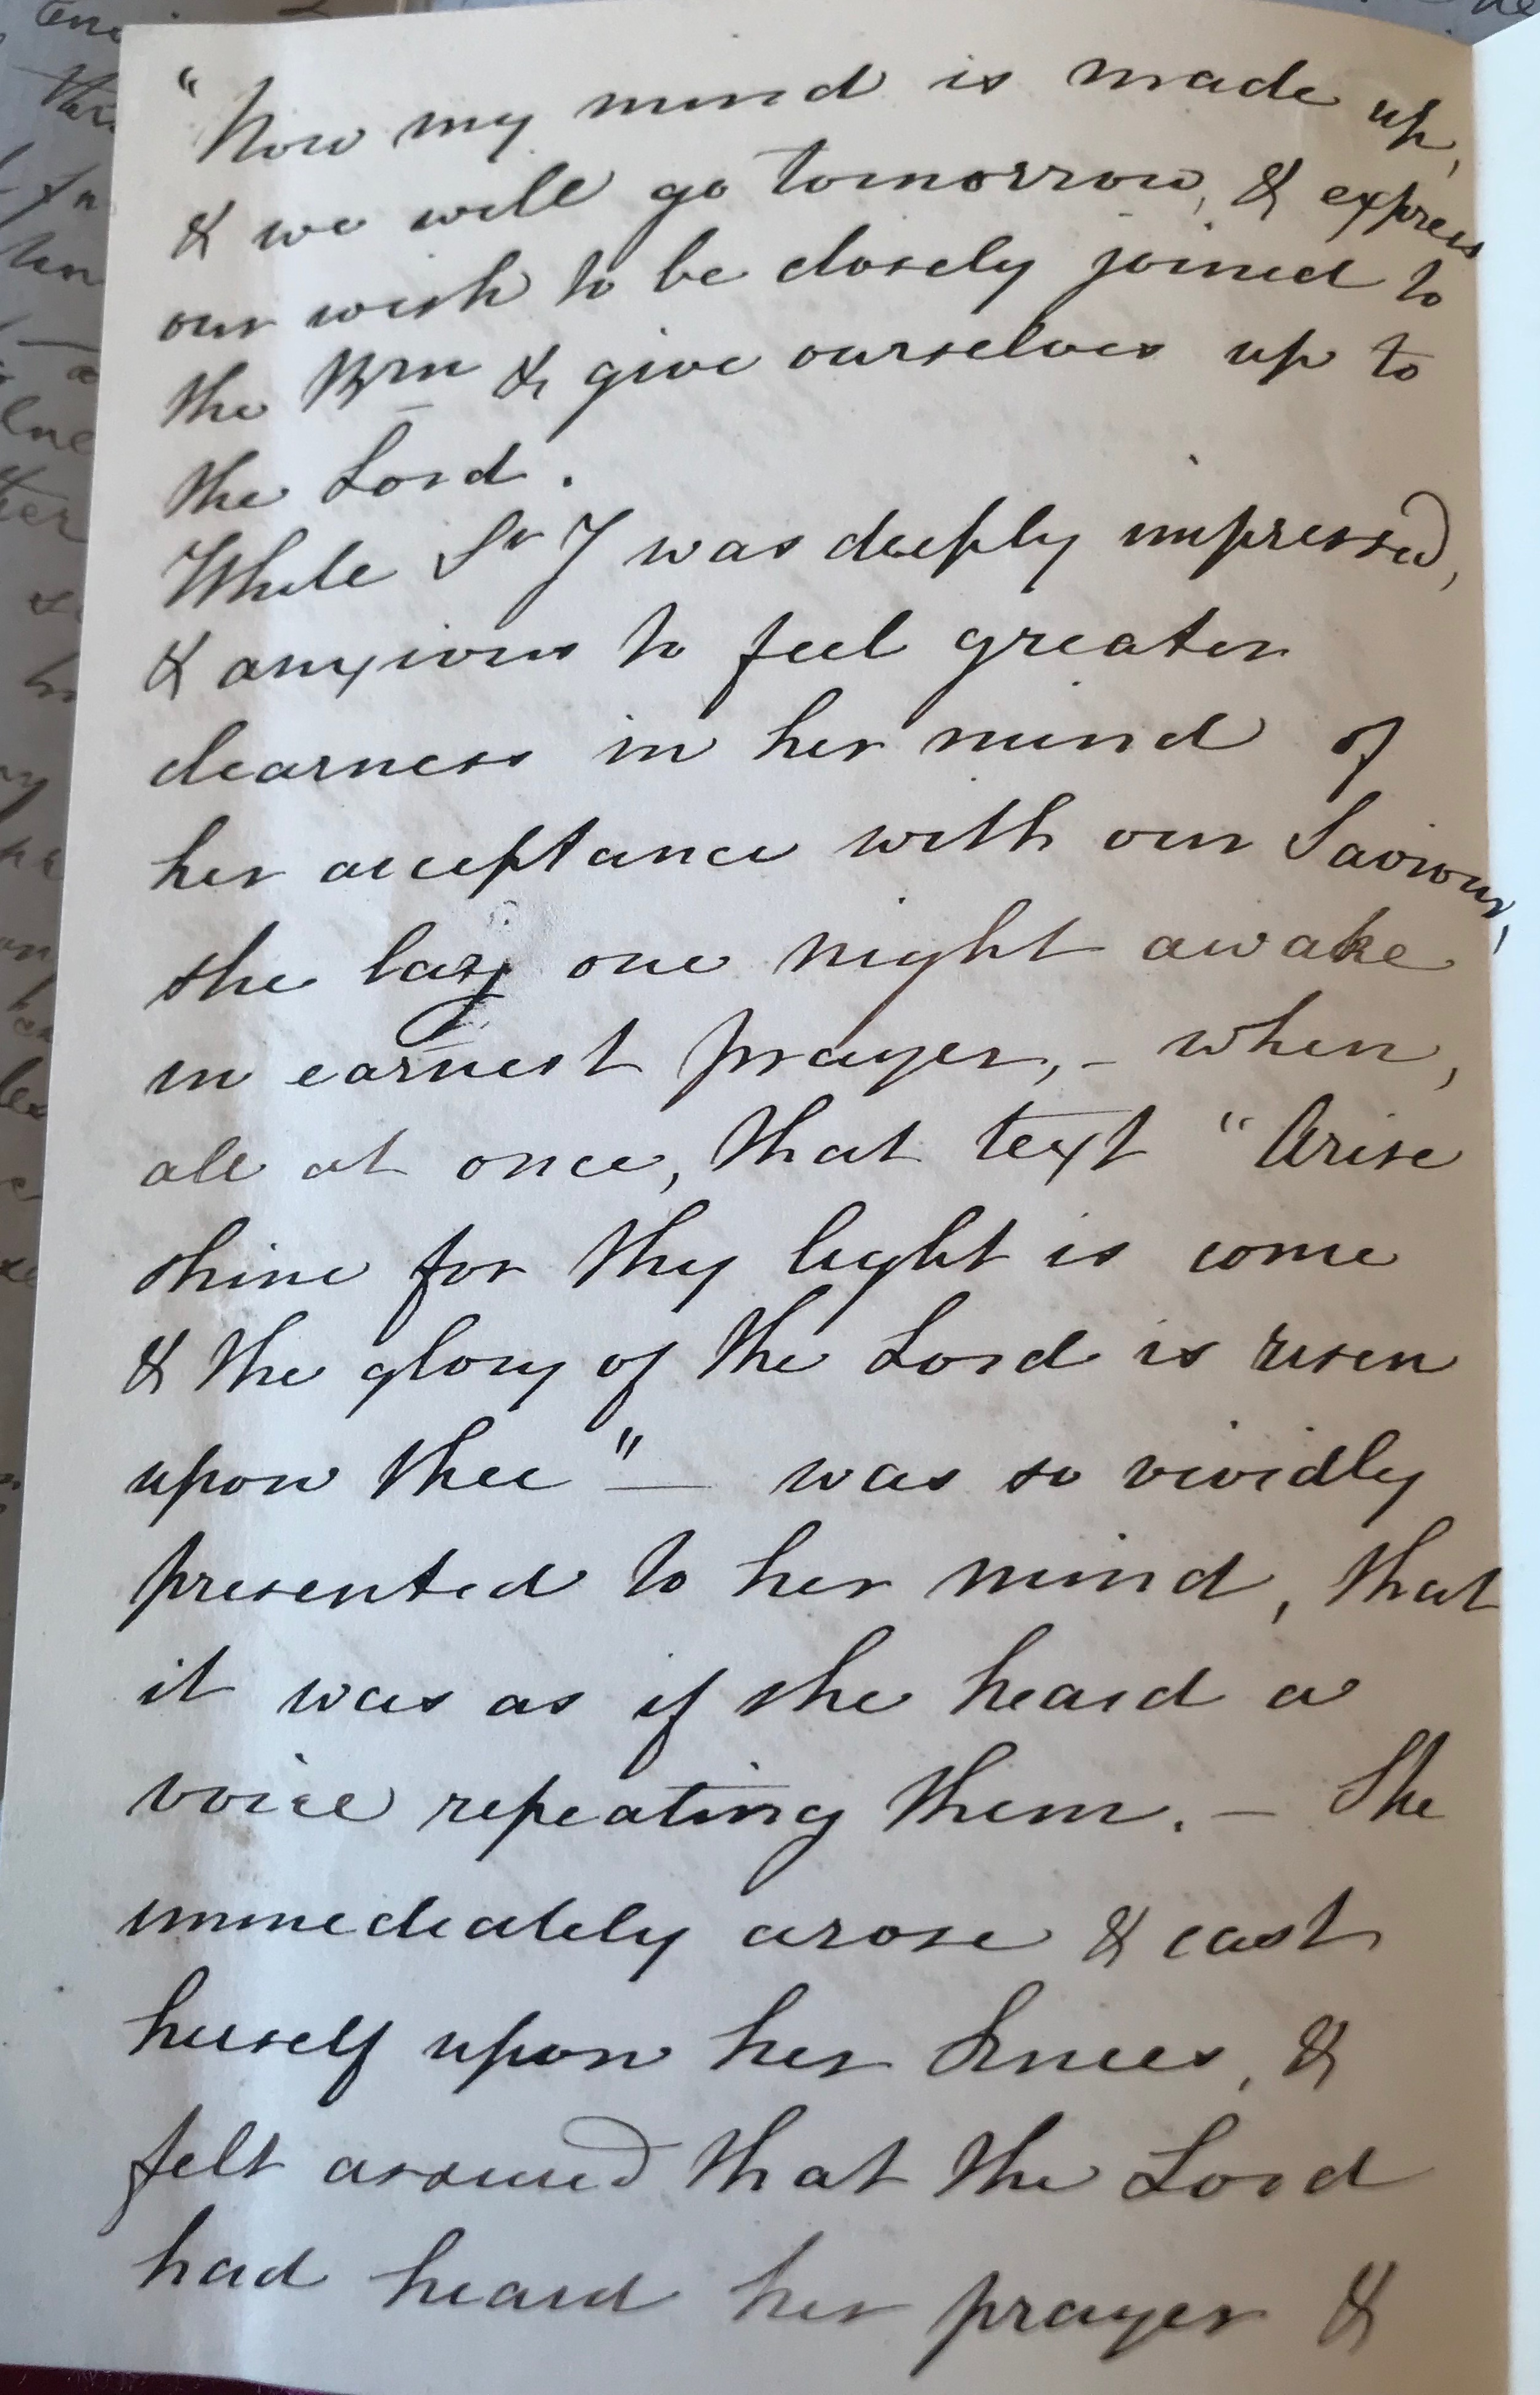 "Now my mind is made up,
& we will go tomorrow, & express
our wish to be closely joined to
the Brn & give ourselves up to
the Lord.
While Sr J was deeply impressed,
& anxious to feel greater
clearness in her mind of
her acceptance with our Saviour,
she lay one night awake
in earnest prayer, - when,
all at once, that text "Arise
shine for thy light is come
& the glory of the Lord is risen
upon thee" — was so vividly
presented to her mind, that
it was as if she heard a
voice repeating them. — She
immediately arose & cast
herself upon her knees, &
felt assured that the Lord
had heard her prayer &